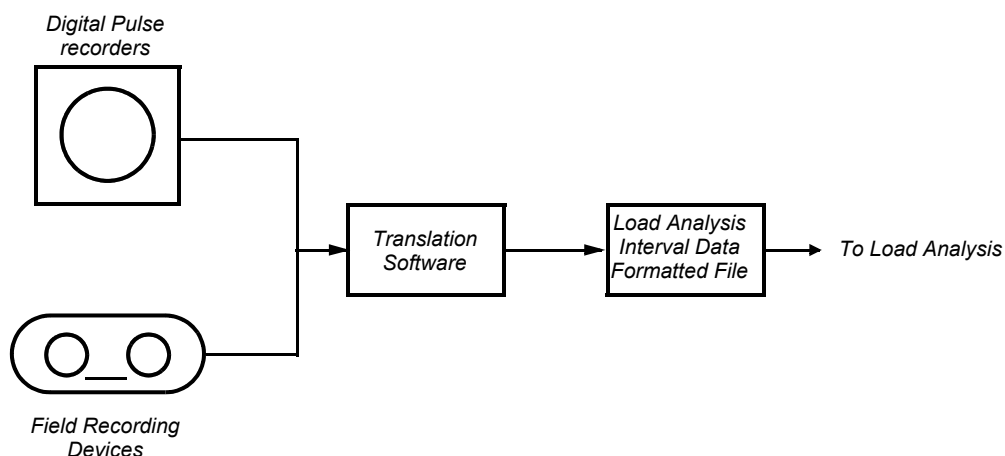 Digital Pulse
recorders
Translation
Software
Load Analysis
Interval Data
Formatted File
To Load Analysis
Field Recording
Devices